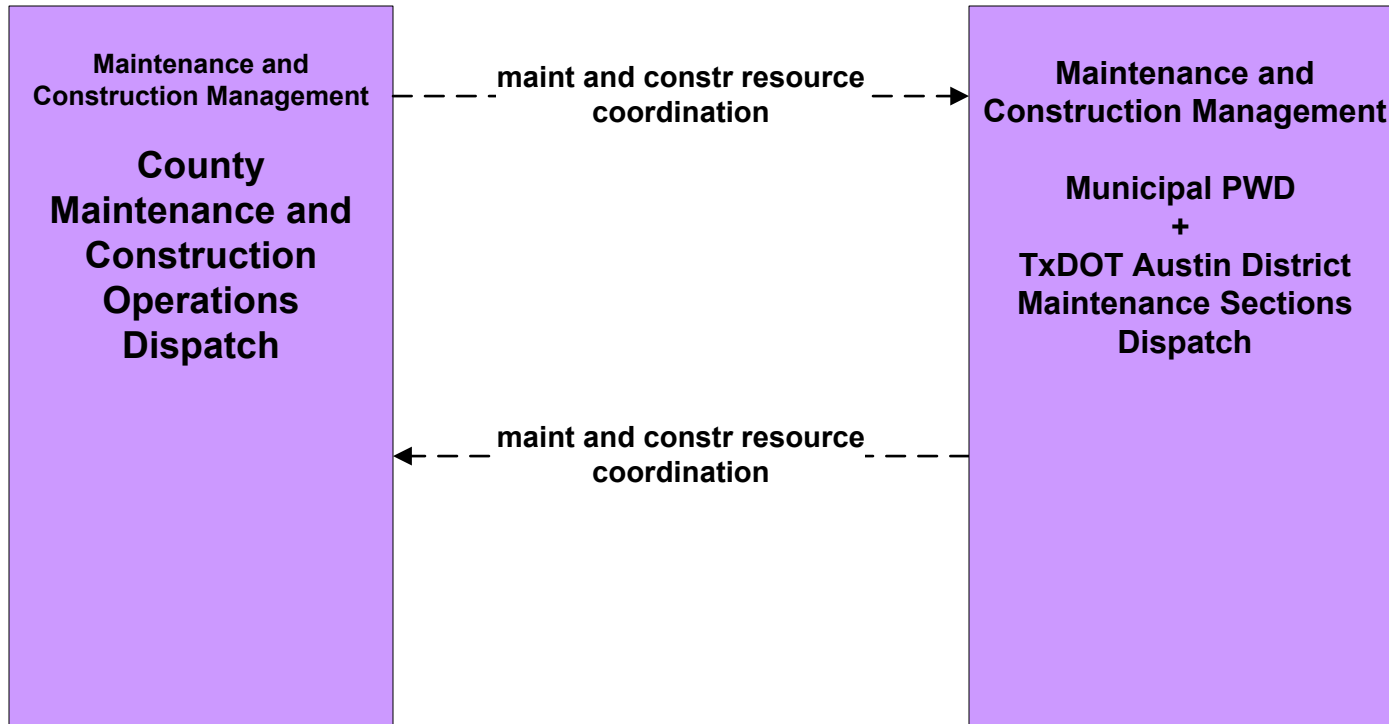 Maintenance and
Construction Management
County
Maintenance and
Construction
Operations
Dispatch
maint and constr resource
coordination
maint and constr resource
coordination
Maintenance and
Construction Management
Municipal PWD
+
TxDOT Austin District
Maintenance Sections
Dispatch